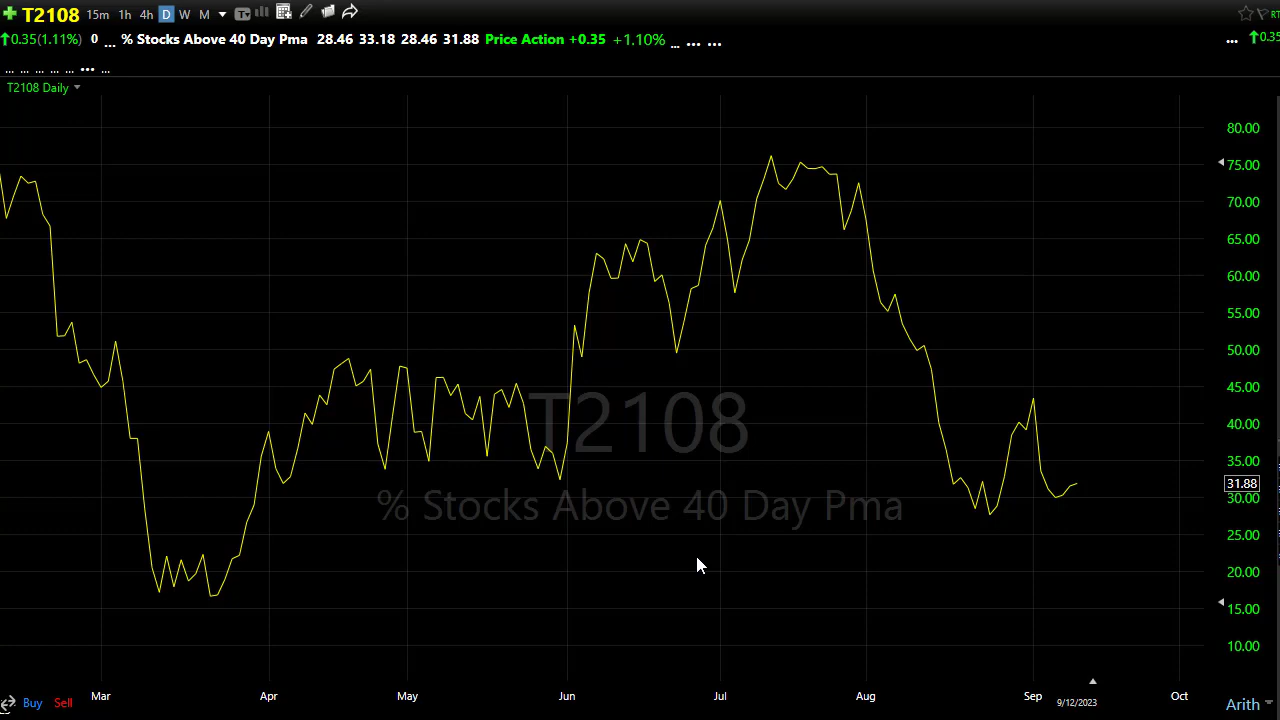 T2108 15m 1h 4h D W M T RT
0.35(1.11%) 0 ... % Stocks Above 40 Day Pma 28.46 33.18 28.46 31.88 Price Action +0.35 +1.10% ... ... ... ... 0.35
... ... ... ... ... ... ...
T2108 Daily
80.00
75.00
70.00
65.00
60.00
55.00
50.00
45.00
40.00
35.00
31.88
30.00
25.00
20.00
15.00
10.00
T2108
% Stocks Above 40 Day Pma
Mar Apr May Jun Jul Aug Sep Oct
Buy Sell 9/12/2023 Arith